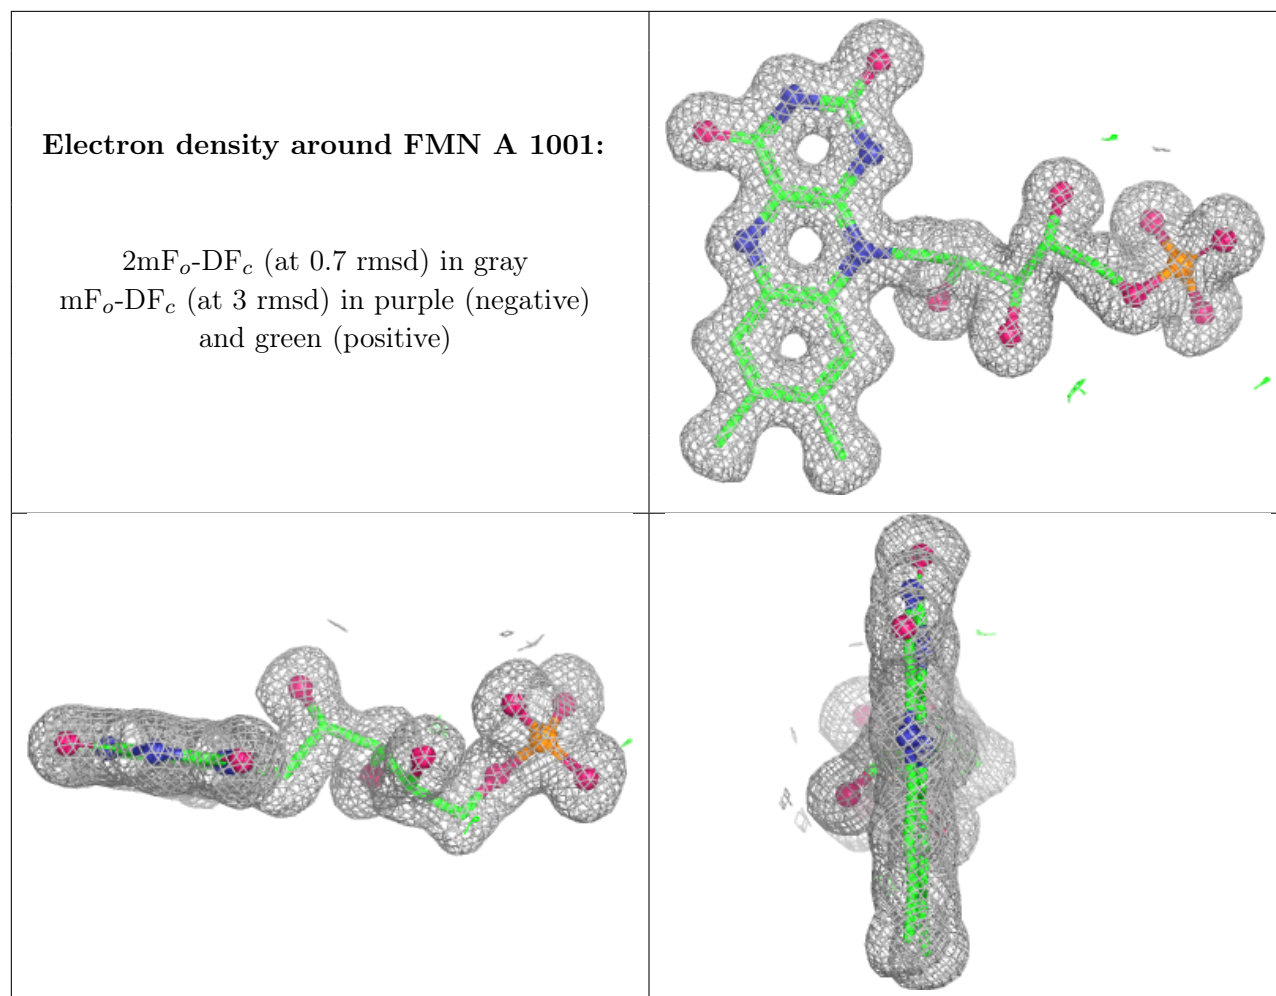 Electron density around FMN A 1001:
2mFo-DFc (at 0.7 rmsd) in gray
mFo-DFc (at 3 rmsd) in purple (negative)
and green (positive)